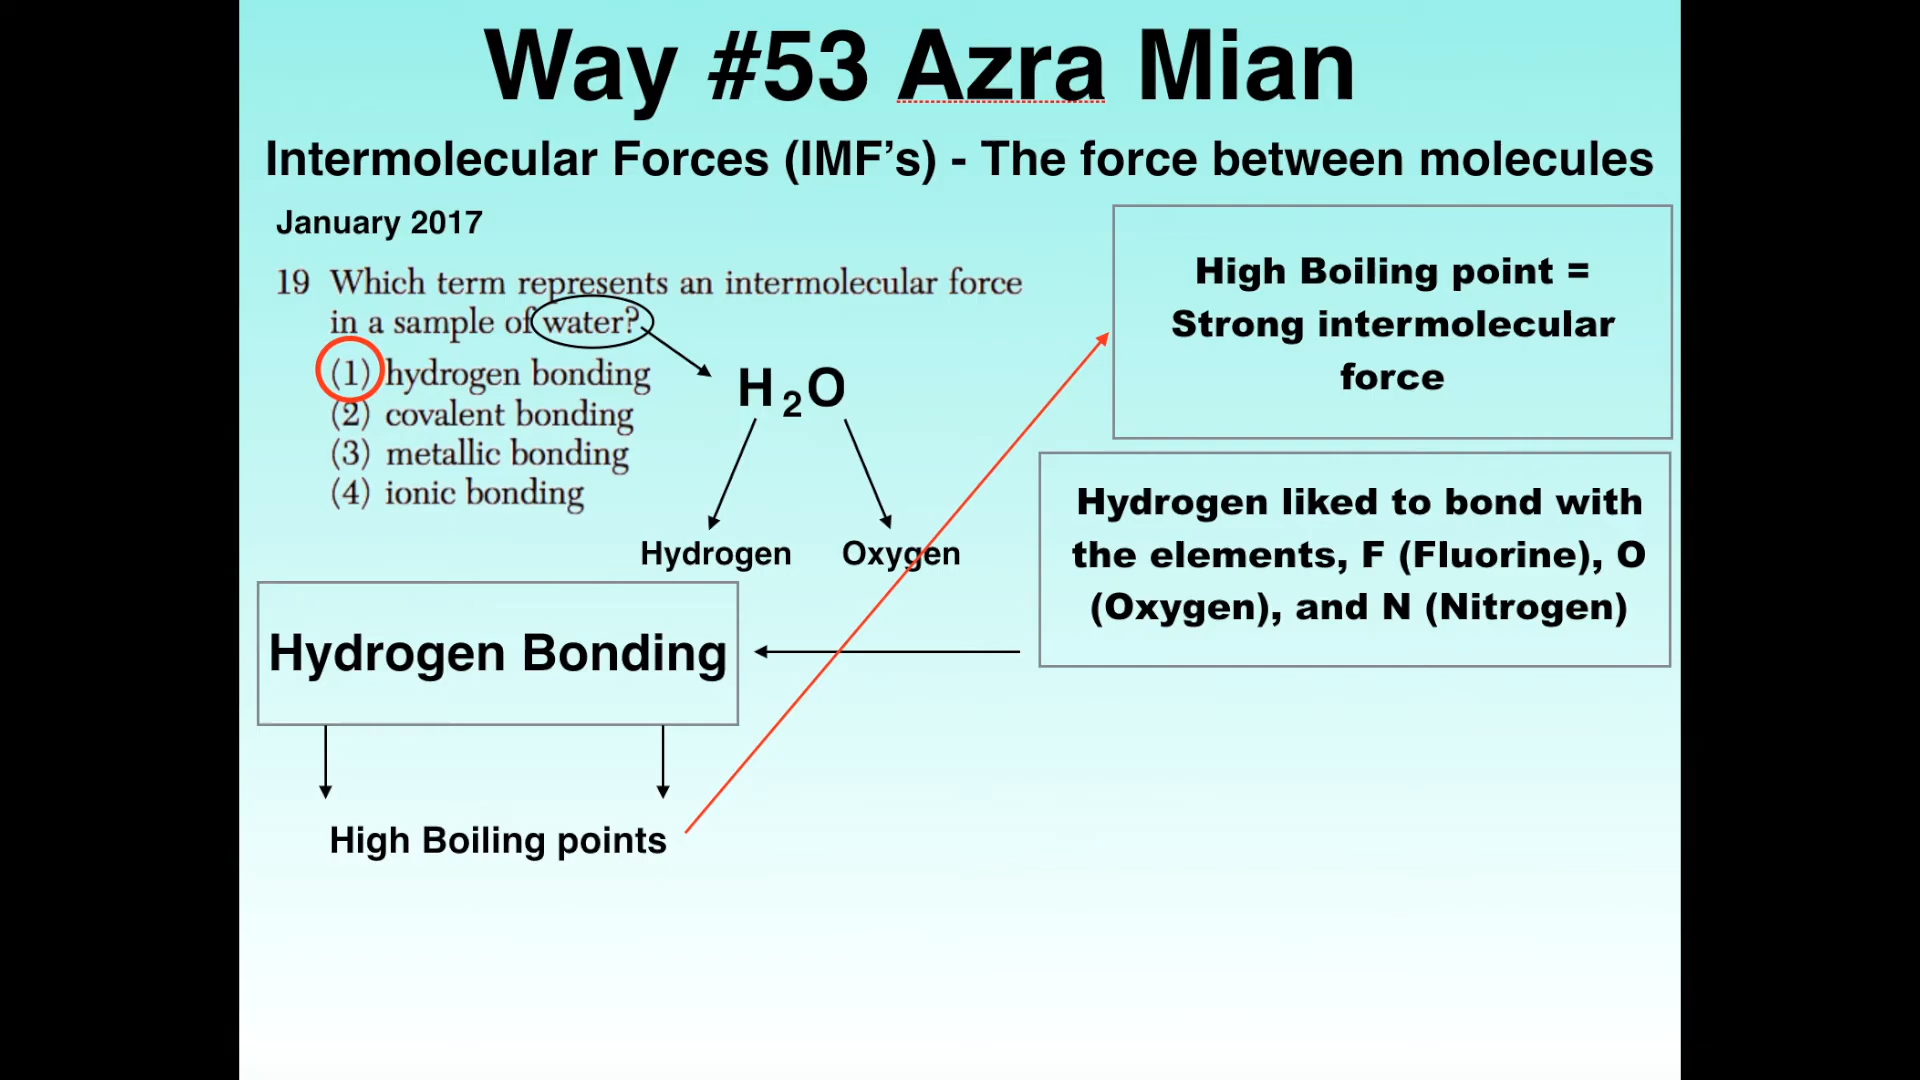 Way #53 Azra Mian
Intermolecular Forces (IMF’s) - The force between molecules
January 2017
19 Which term represents an intermolecular force
in a sample of water?
(1) hydrogen bonding
(2) covalent bonding
(3) metallic bonding
(4) ionic bonding
H2O
Hydrogen
Oxygen
High Boiling point =
Strong intermolecular
force
Hydrogen liked to bond with
the elements, F (Fluorine), O
(Oxygen), and N (Nitrogen)
Hydrogen Bonding
High Boiling points